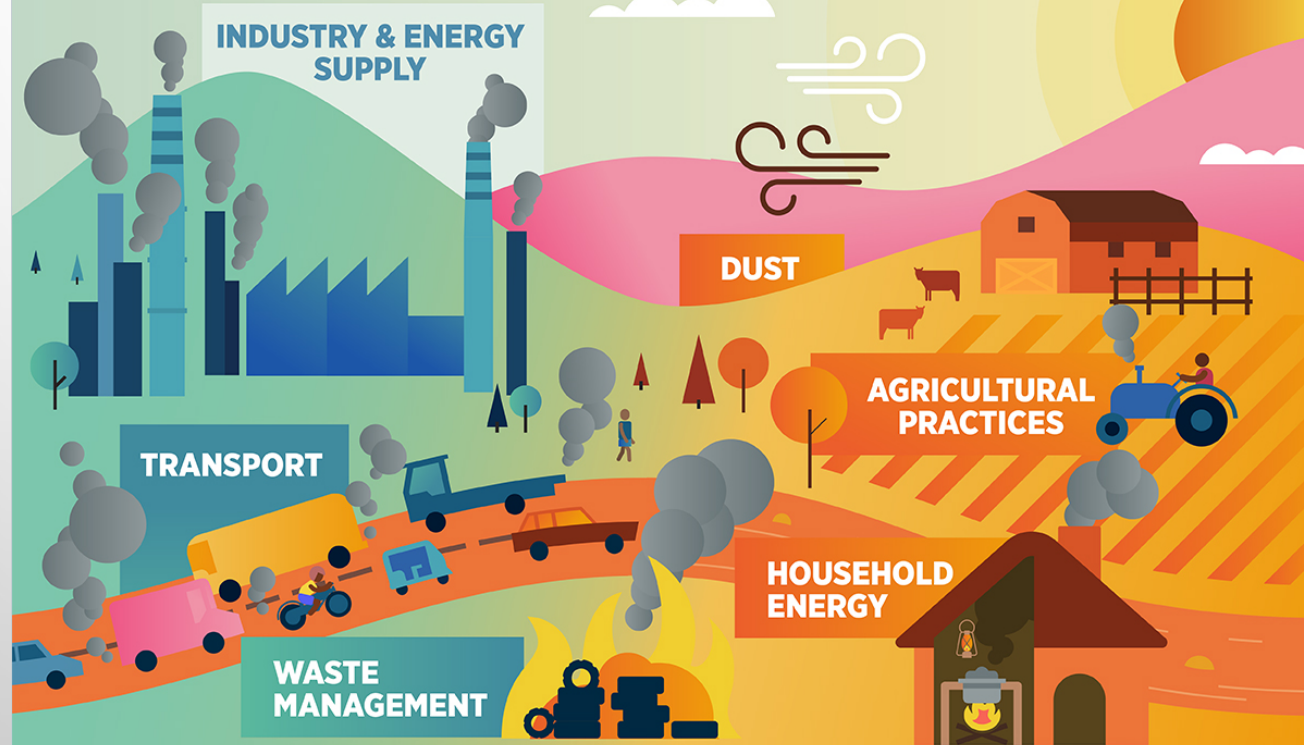 INDUSTRY & ENERGY
SUPPLY
DUST
AGRICULTURAL
PRACTICES
TRANSPORT
HOUSEHOLD
ENERGY
WASTE
MANAGEMENT